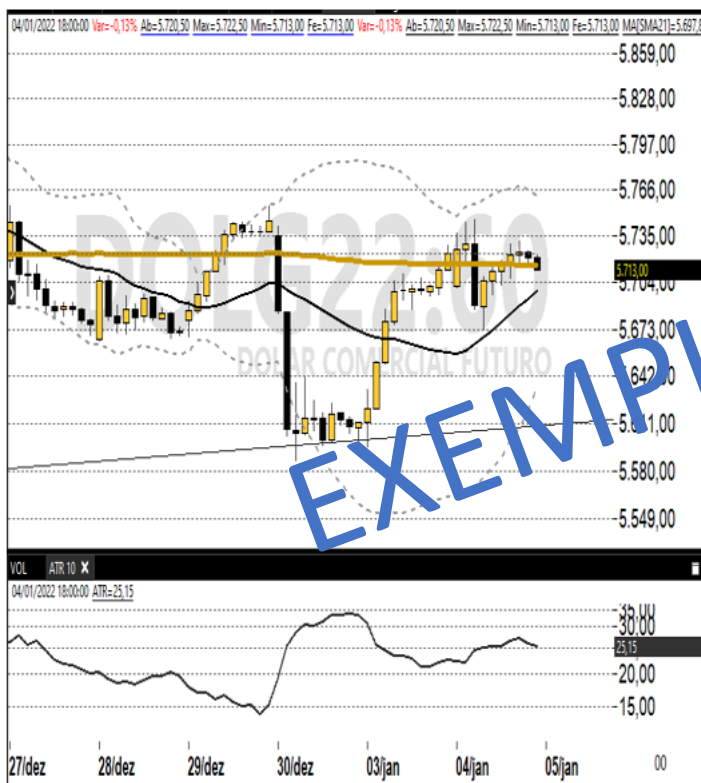 04/01/2022 18:00:00 Var=-0,13% Ab=5.720,50 Max=5.722,50 Min=5.713,00 Fe=5.713,00 Var=-0,13% Ab=5.720,50 Max=5.722,50 Min=5.713,00 Fe=5.713,00 MA[SMA21]=5.697,8
5.859,00
5.828,00
5.797,00
5.766,00
5.735,00
DOLG22:60
5.713,00
5.704,00
5.673,00
DOLAR COMERCIAL FUTURO
5.642,00
EXEMPL
5.611,00
5.580,00
5.549,00
VOL ATR 10 X
04/01/2022 18:00:00 ATR=25,15
35,00
30,00
25,15
20,00
15,00
27/dez 28/dez 29/dez 30/dez 03/jan 04/jan 05/jan 00